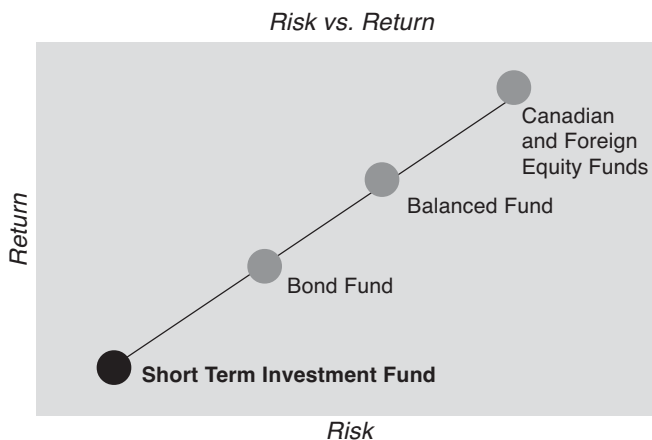 Risk vs. Return
Return
Canadian
and Foreign
Equity Funds
Balanced Fund
Bond Fund
Short Term Investment Fund
Risk